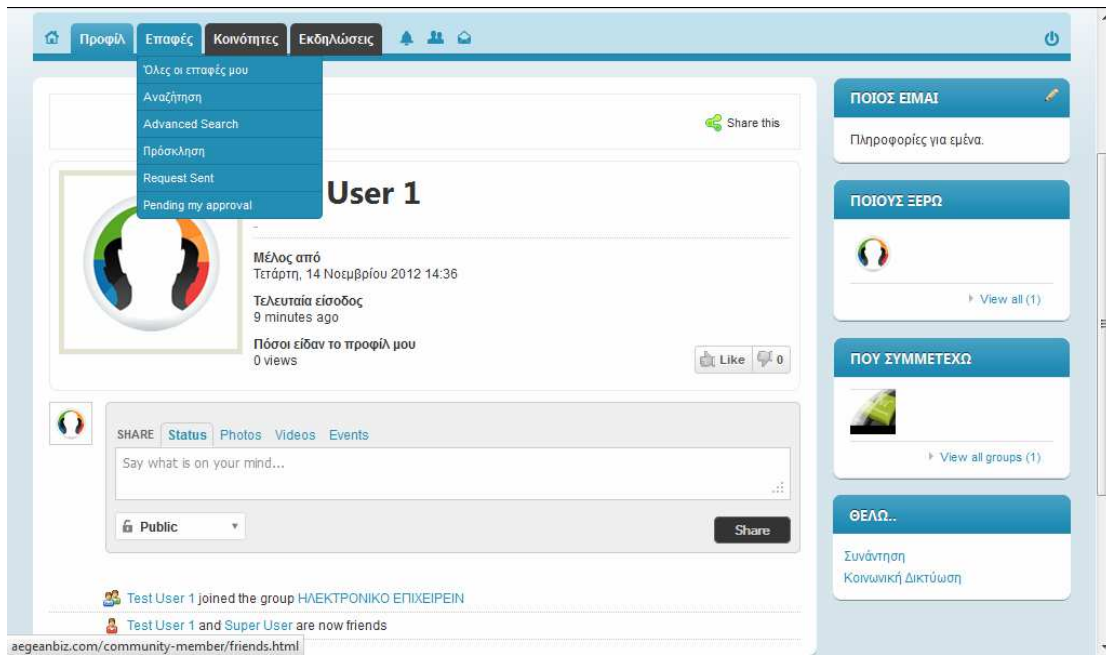 Προφίλ Επαφές Κοινότητες Εκδηλώσεις
Όλες οι επαφές μου
Αναζήτηση
Advanced Search
Πρόσκληση
Request Sent
Pending my approval
Share this
User 1
-
Μέλος από
Τετάρτη, 14 Νοεμβρίου 2012 14:36
Τελευταία είσοδος
9 minutes ago
Πόσοι είδαν το προφίλ μου
0 views
Like 0
SHARE Status Photos Videos Events
Say what is on your mind...
Public
Share
Test User 1 joined the group ΗΛΕΚΤΡΟΝΙΚΟ ΕΠΙΧΕΙΡΕΙΝ
Test User 1 and Super User are now friends
ΠΟΙΟΣ ΕΙΜΑΙ
Πληροφορίες για εμένα.
ΠΟΙΟΥΣ ΞΕΡΩ
View all (1)
ΠΟΥ ΣΥΜΜΕΤΕΧΩ
View all groups (1)
ΘΕΛΩ..
Συνάντηση
Κοινωνική Δικτύωση
aegeanbiz.com/community-member/friends.html